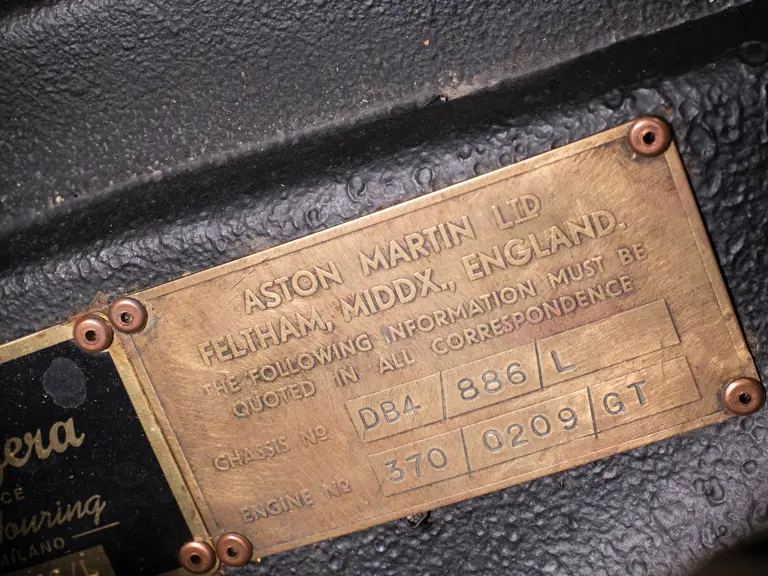 ASTON MARTIN LTD
FELTHAM, MIDDX., ENGLAND.
THE FOLLOWING INFORMATION MUST BE
QUOTED IN ALL CORRESPONDENCE
CHASSIS Nº DB4/886/L
ENGINE Nº 370/0209/GT
Touring
MILANO